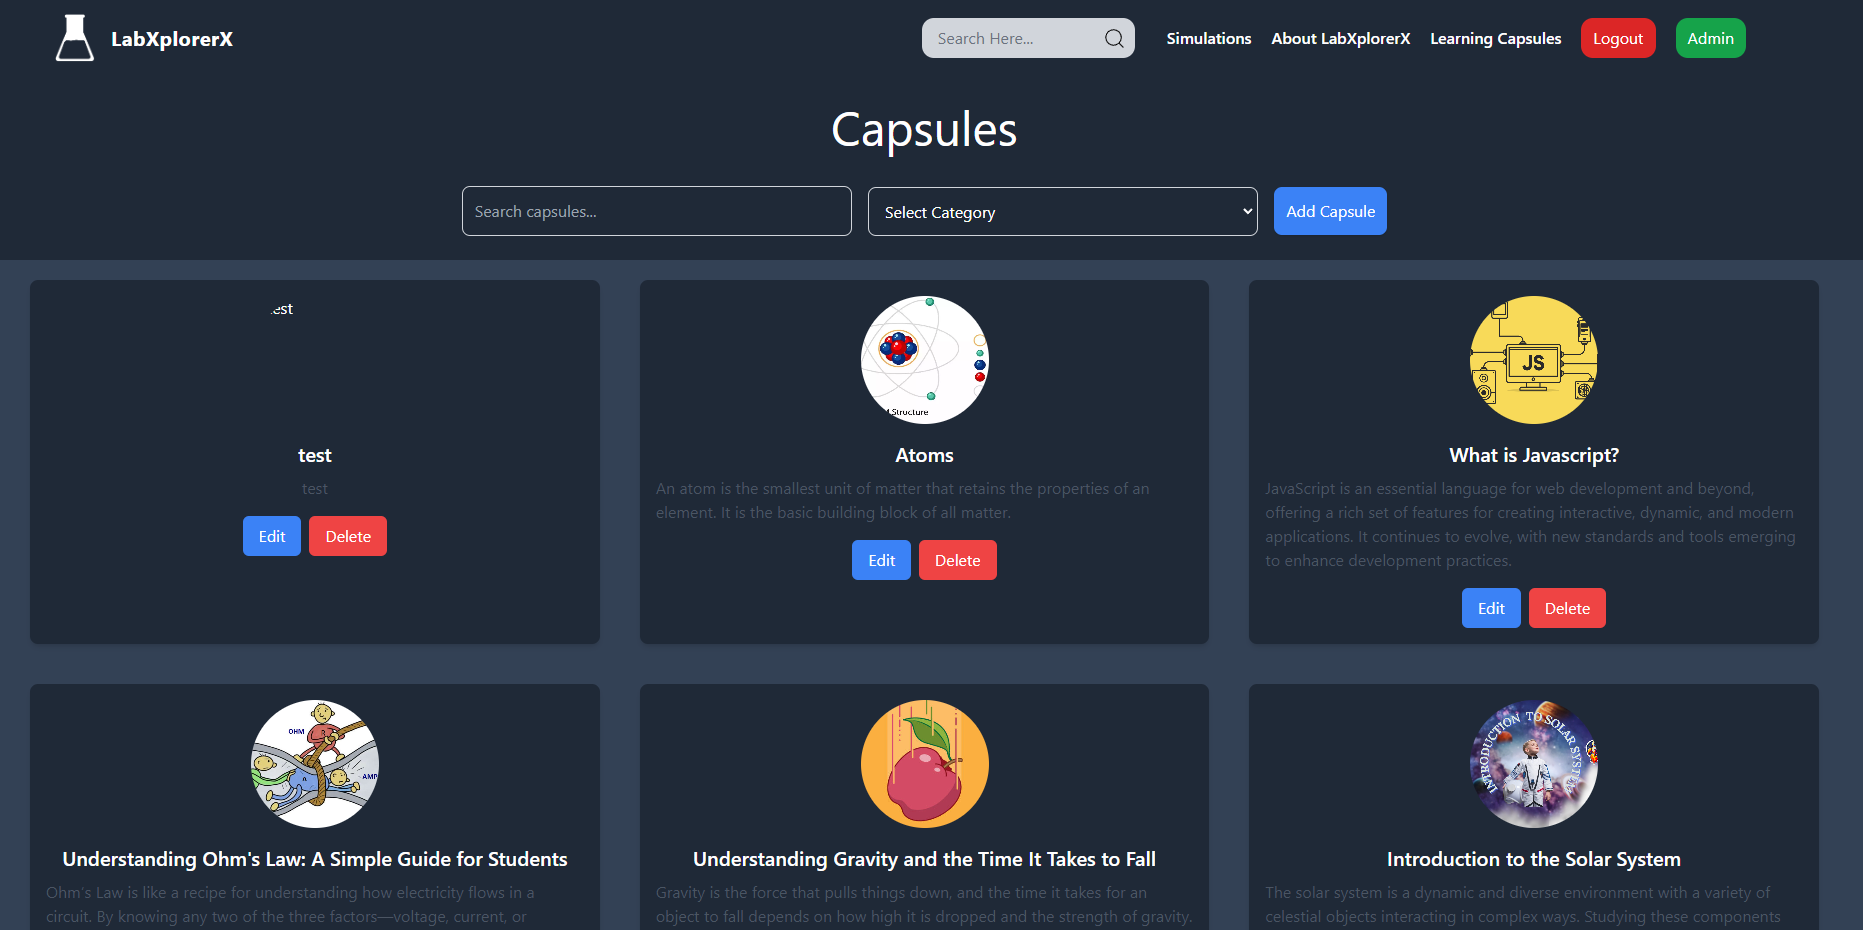 LabXplorerX
Search Here...
Simulations
About LabXplorerX
Learning Capsules
Logout
Admin
Capsules
Search capsules...
Select Category
Add Capsule
est
test
test
Edit
Delete
Structure
Atoms
An atom is the smallest unit of matter that retains the properties of an
element. It is the basic building block of all matter.
Edit
Delete
JS
What is Javascript?
JavaScript is an essential language for web development and beyond,
offering a rich set of features for creating interactive, dynamic, and modern
applications. It continues to evolve, with new standards and tools emerging
to enhance development practices.
Edit
Delete
OHM
AMP
Understanding Ohm's Law: A Simple Guide for Students
Ohm's Law is like a recipe for understanding how electricity flows in a
circuit. By knowing any two of the three factors—voltage, current, or
Understanding Gravity and the Time It Takes to Fall
Gravity is the force that pulls things down, and the time it takes for an
object to fall depends on how high it is dropped and the strength of gravity.
INTRODUCTION TO SOLAR SYSTEM
Introduction to the Solar System
The solar system is a dynamic and diverse environment with a variety of
celestial objects interacting in complex ways. Studying these components